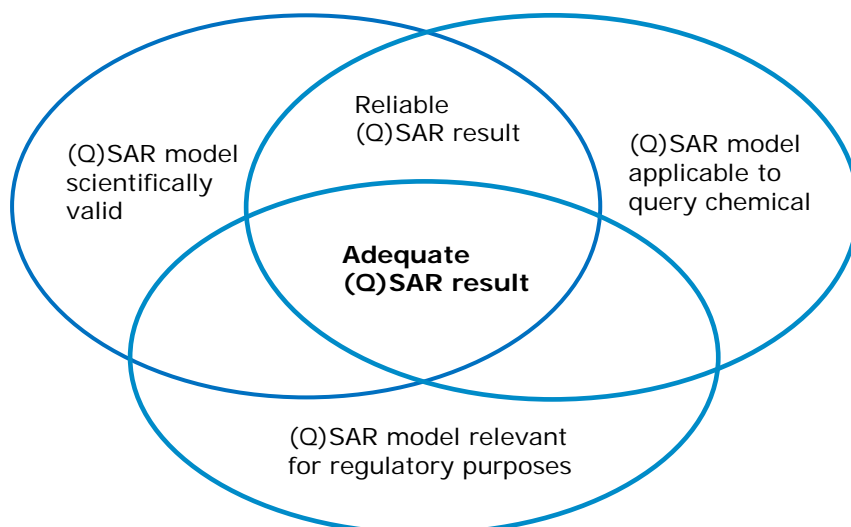 Reliable
(Q)SAR result
(Q)SAR model
scientifically
valid
(Q)SAR model
applicable to
query chemical
Adequate
(Q)SAR result
(Q)SAR model relevant
for regulatory purposes